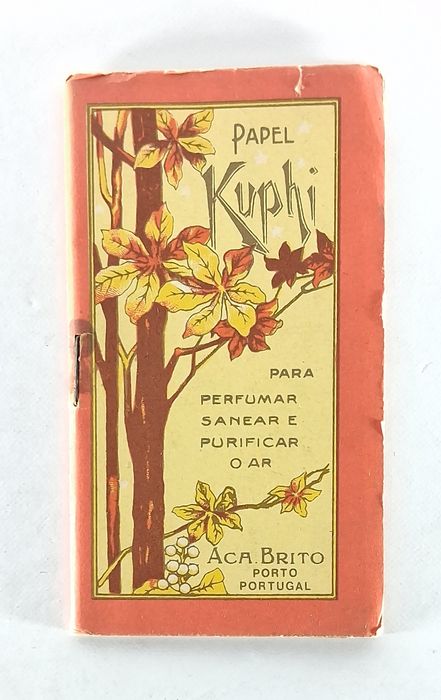 PAPEL
Kuphi
PARA
PERFUMAR
SANEAR E
PURIFICAR
O AR
ACA. BRITO
PORTO
PORTUGAL